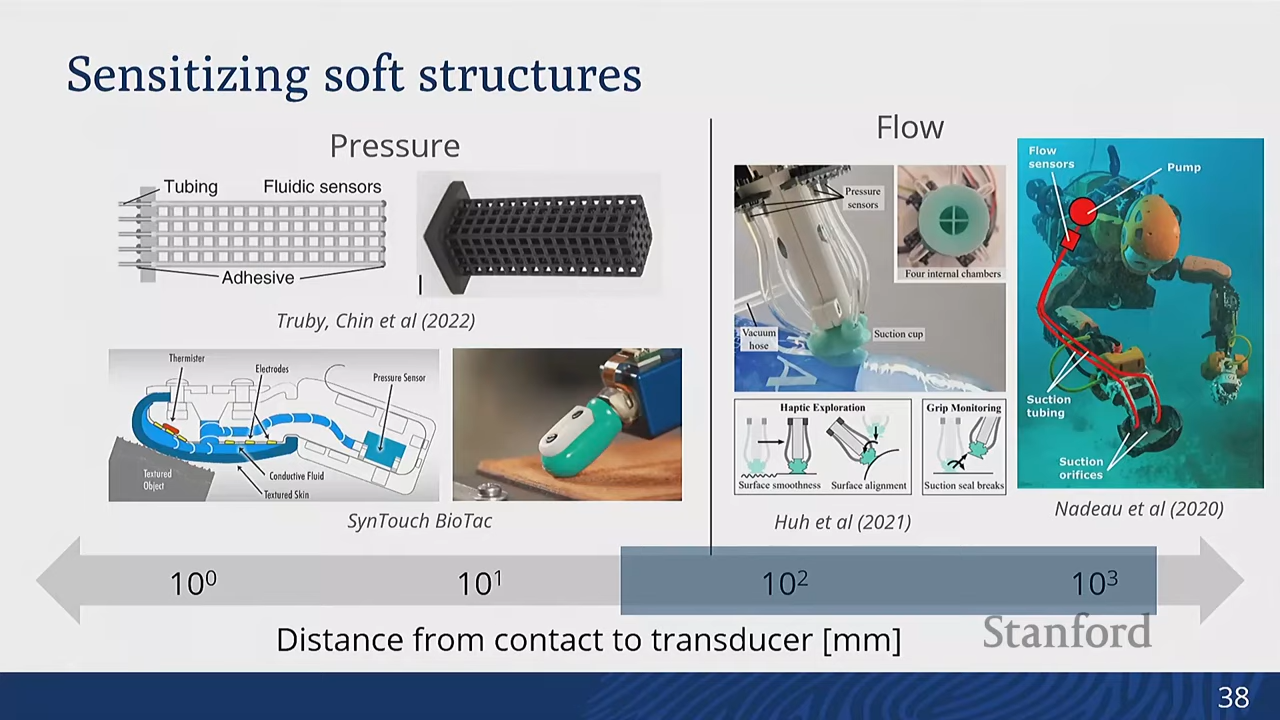 Sensitizing soft structures
Pressure
Tubing
Fluidic sensors
Adhesive
Truby, Chin et al (2022)
Thermister
Electrodes
Pressure Sensor
Textured
Object
Conductive Fluid
Textured Skin
SynTouch BioTac
Flow
Pressure
sensors
Four internal chambers
Vacuum
hose
Suction cup
Haptic Exploration
Surface smoothness
Surface alignment
Grip Monitoring
Suction seal breaks
Huh et al (2021)
Flow
sensors
Pump
Suction
tubing
Suction
orifices
Nadeau et al (2020)
10⁰ 10¹ 10² 10³
Distance from contact to transducer [mm]
Stanford
38